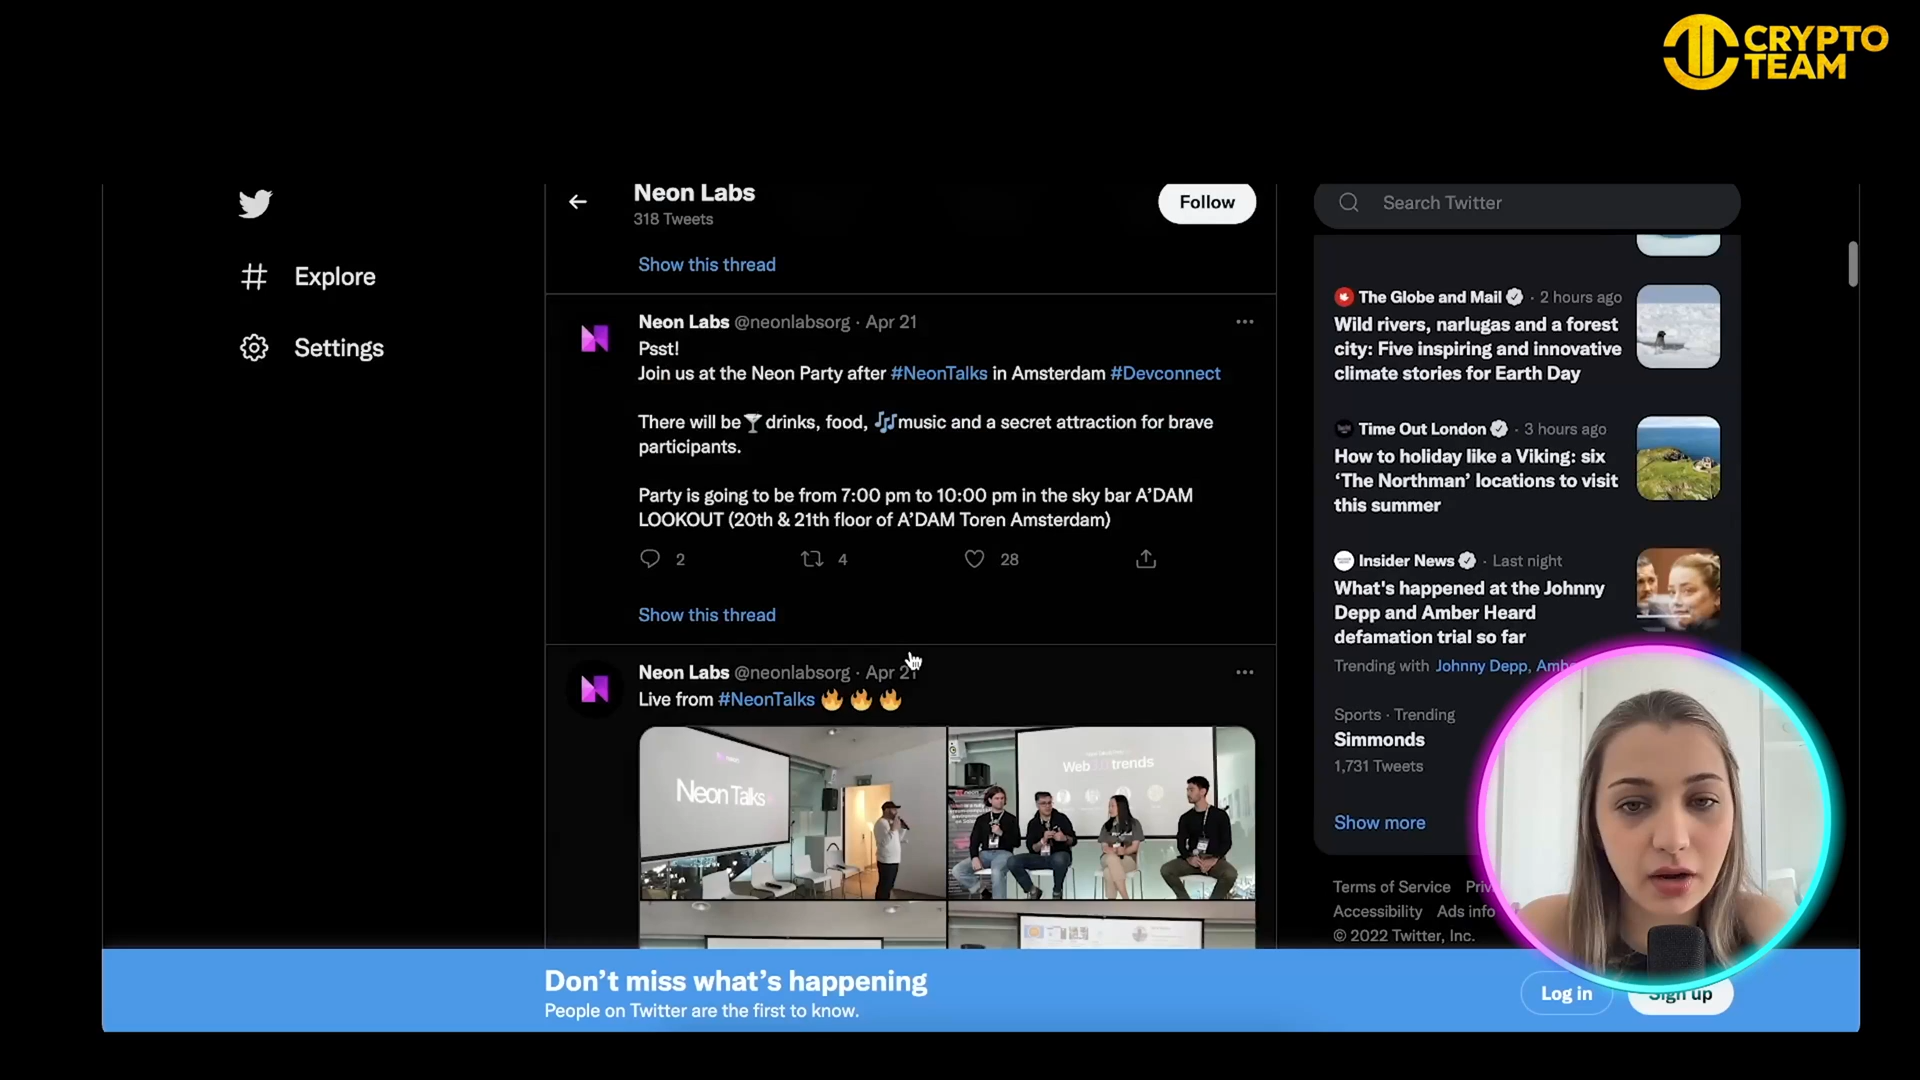 CRYPTO
TEAM
Explore
Settings
Neon Labs
318 Tweets
Follow
Show this thread
Neon Labs @neonlabsorg · Apr 21
Psst!
Join us at the Neon Party after #NeonTalks in Amsterdam #Devconnect
There will be🍸drinks, food, 🎶music and a secret attraction for brave
participants.
Party is going to be from 7:00 pm to 10:00 pm in the sky bar A’DAM
LOOKOUT (20th & 21th floor of A’DAM Toren Amsterdam)
2 4 28
Show this thread
Neon Labs @neonlabsorg · Apr 21
Live from #NeonTalks 🔥 🔥 🔥
Neon Talks
Web trends
Search Twitter
The Globe and Mail · 2 hours ago
Wild rivers, narlugas and a forest
city: Five inspiring and innovative
climate stories for Earth Day
Time Out London · 3 hours ago
How to holiday like a Viking: six
‘The Northman’ locations to visit
this summer
Insider News · Last night
What's happened at the Johnny
Depp and Amber Heard
defamation trial so far
Trending with Johnny Depp, Amb
Sports · Trending
Simmonds
1,731 Tweets
Show more
Terms of Service Priv
Accessibility Ads info
© 2022 Twitter, Inc.
Don’t miss what’s happening
People on Twitter are the first to know.
Log in
Sign up